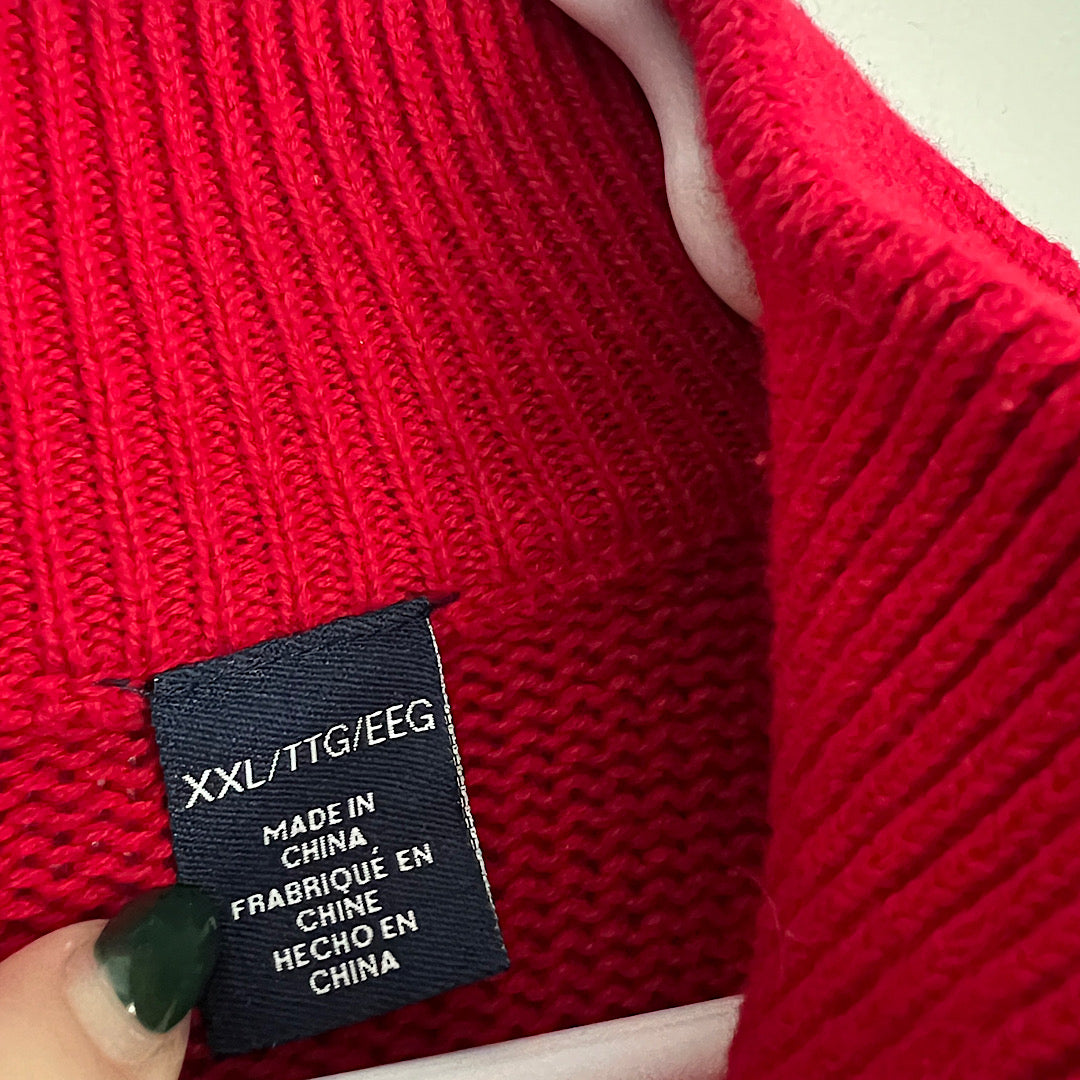 XXL/TTG/EEG
MADE IN
CHINA
FRABRIQUÉ EN
CHINE
HECHO EN
CHINA